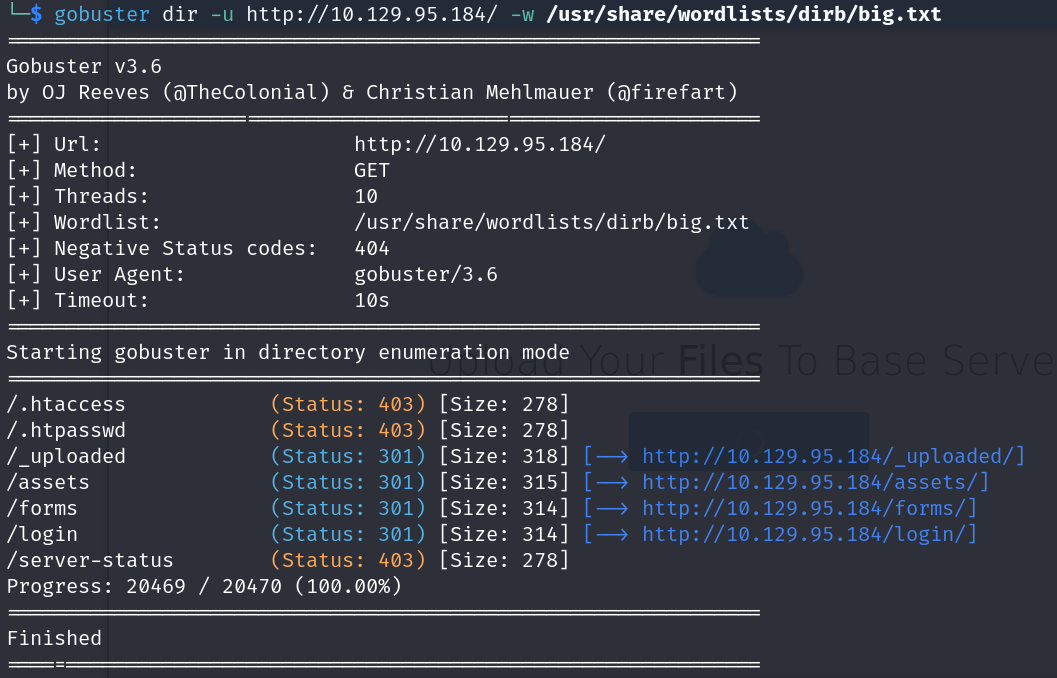 └─$ gobuster dir -u http://10.129.95.184/ -w /usr/share/wordlists/dirb/big.txt
===============================================================
Gobuster v3.6
by OJ Reeves (@TheColonial) & Christian Mehlmauer (@firefart)
===============================================================
[+] Url:                     http://10.129.95.184/
[+] Method:                  GET
[+] Threads:                 10
[+] Wordlist:                /usr/share/wordlists/dirb/big.txt
[+] Negative Status codes:   404
[+] User Agent:              gobuster/3.6
[+] Timeout:                 10s
===============================================================
Starting gobuster in directory enumeration mode
Upload Your Files To Base Serve
===============================================================
/.htaccess            (Status: 403) [Size: 278]
/.htpasswd            (Status: 403) [Size: 278]
/_uploaded            (Status: 301) [Size: 318] [--> http://10.129.95.184/_uploaded/]
/assets               (Status: 301) [Size: 315] [--> http://10.129.95.184/assets/]
/forms                (Status: 301) [Size: 314] [--> http://10.129.95.184/forms/]
/login                (Status: 301) [Size: 314] [--> http://10.129.95.184/login/]
/server-status        (Status: 403) [Size: 278]
Progress: 20469 / 20470 (100.00%)
===============================================================
Finished
===============================================================